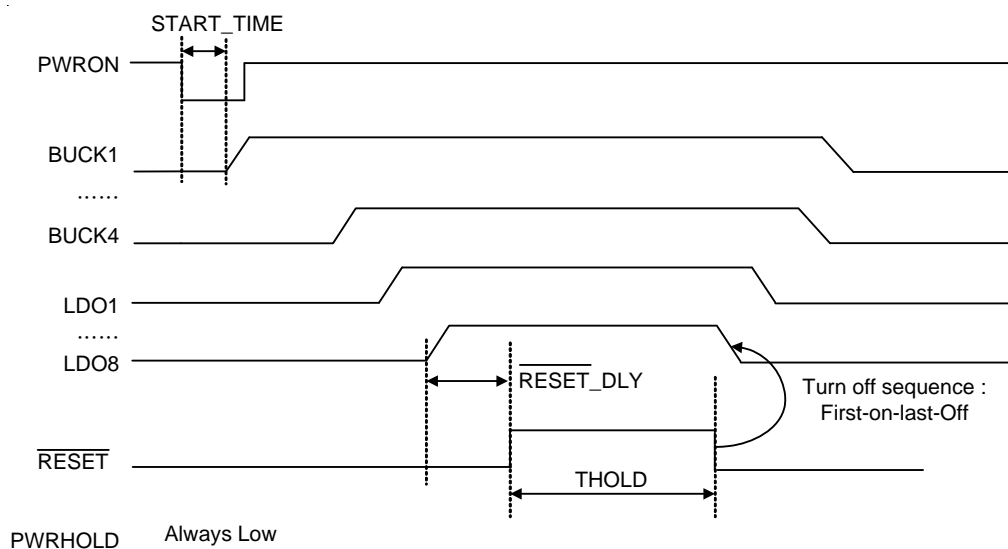 START_TIME
PWRON
BUCK1
......
BUCK4
LDO1
......
LDO8
RESET_DLY
Turn off sequence :
First-on-last-Off
RESET
THOLD
PWRHOLD Always Low